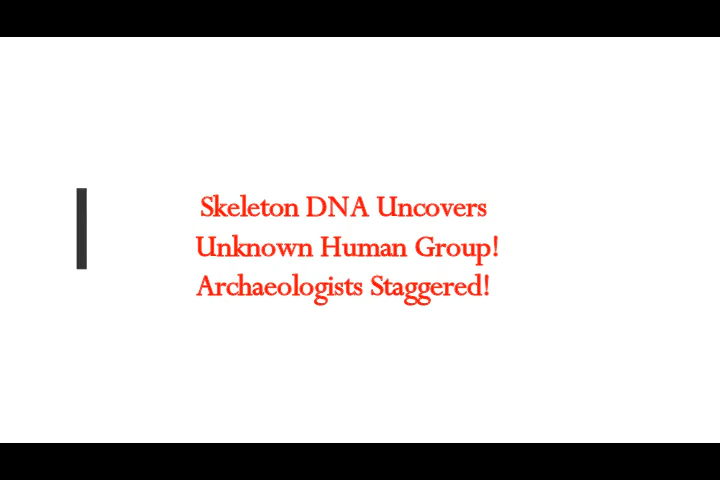 Skeleton DNA Uncovers
Unknown Human Group!
Archaeologists Staggered!